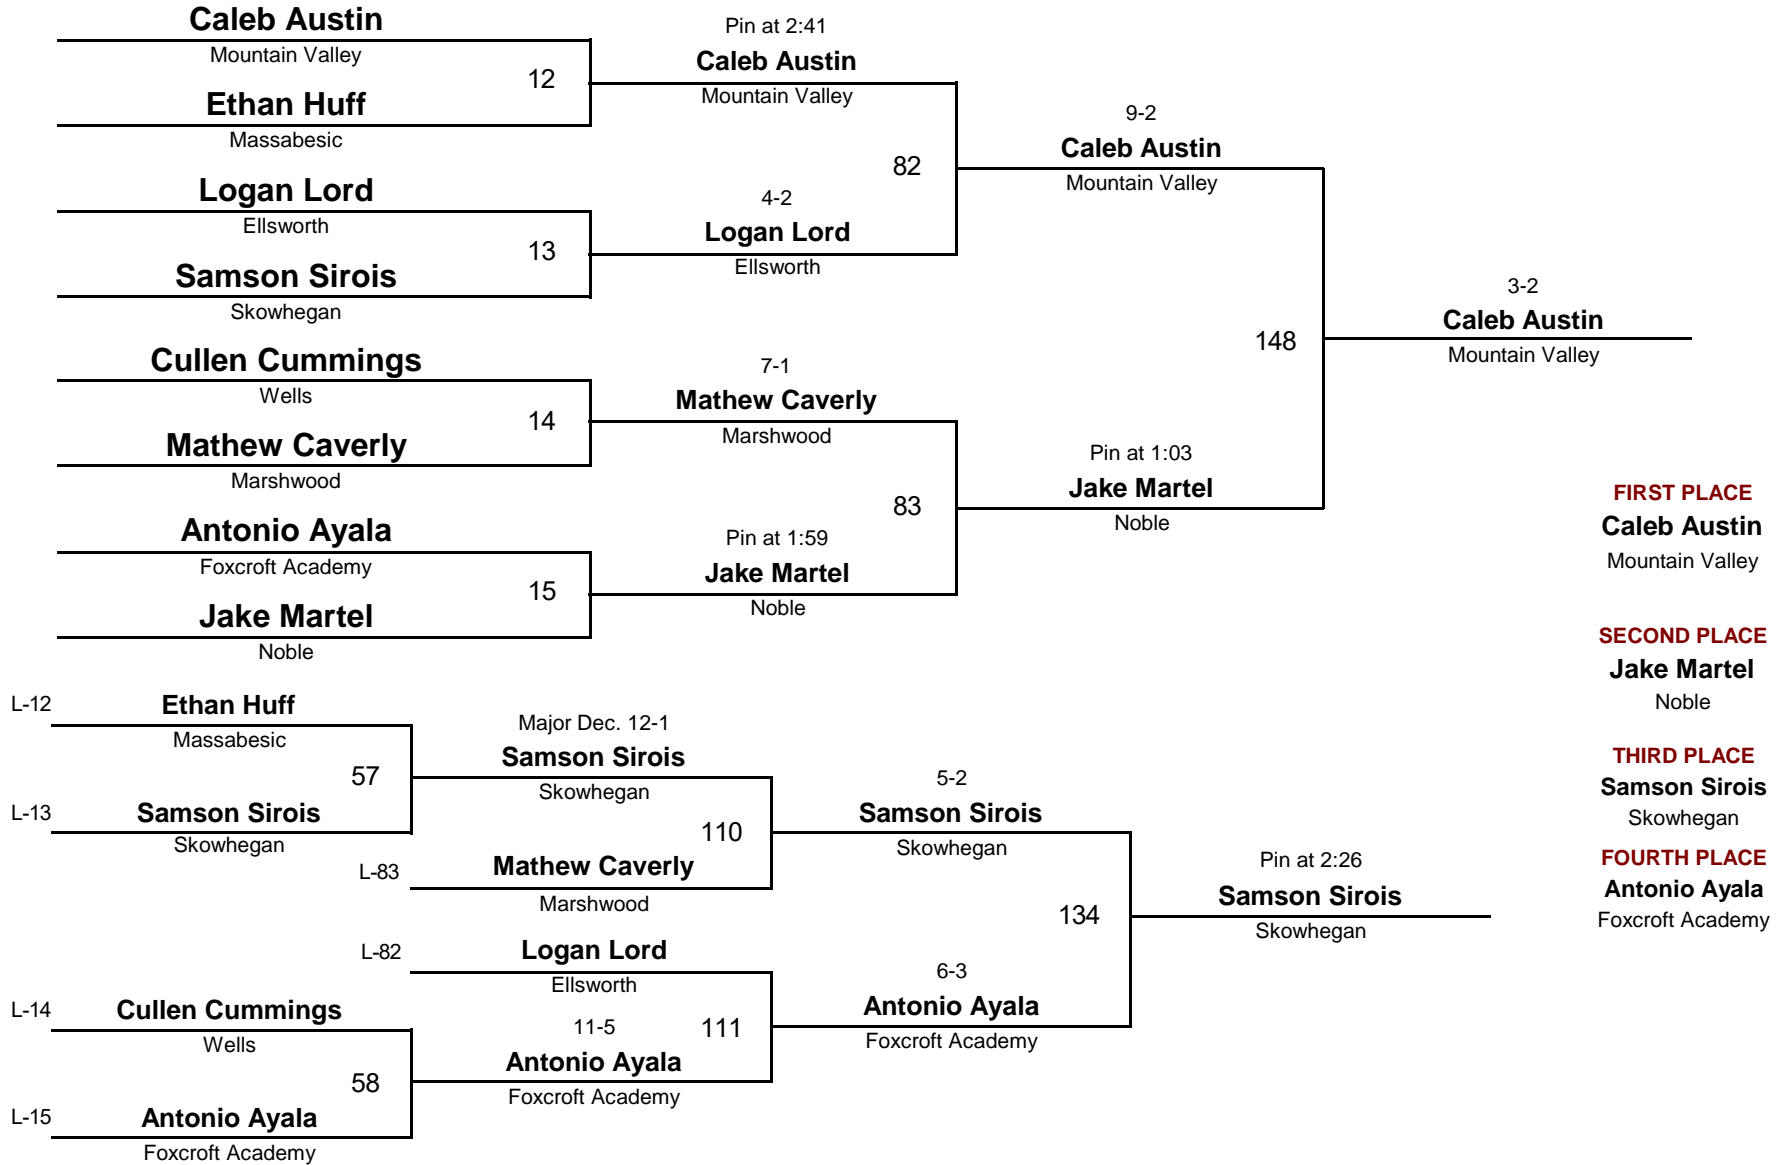 Caleb Austin
Mountain Valley
12
Ethan Huff
Massabesic
Logan Lord
Ellsworth
13
Samson Sirois
Skowhegan
Cullen Cummings
Wells
14
Mathew Caverly
Marshwood
Antonio Ayala
Foxcroft Academy
15
Jake Martel
Noble
Pin at 2:41
Caleb Austin
Mountain Valley
82
4-2
Logan Lord
Ellsworth
7-1
Mathew Caverly
Marshwood
83
Pin at 1:59
Jake Martel
Noble
9-2
Caleb Austin
Mountain Valley
148
Pin at 1:03
Jake Martel
Noble
3-2
Caleb Austin
Mountain Valley
FIRST PLACE
Caleb Austin
Mountain Valley
SECOND PLACE
Jake Martel
Noble
THIRD PLACE
Samson Sirois
Skowhegan
FOURTH PLACE
Antonio Ayala
Foxcroft Academy
L-12
Ethan Huff
Massabesic
57
L-13
Samson Sirois
Skowhegan
L-14
Cullen Cummings
Wells
58
L-15
Antonio Ayala
Foxcroft Academy
Major Dec. 12-1
Samson Sirois
Skowhegan
110
L-83
Mathew Caverly
Marshwood
L-82
Logan Lord
Ellsworth
111
11-5
Antonio Ayala
Foxcroft Academy
5-2
Samson Sirois
Skowhegan
134
6-3
Antonio Ayala
Foxcroft Academy
Pin at 2:26
Samson Sirois
Skowhegan